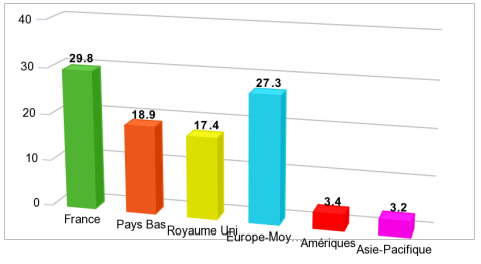 40
30
20
10
0
29.8
18.9
17.4
27.3
3.4
3.2
France
Pays Bas
Royaume Uni...
Europe-Moy...
Amériques
Asie-Pacifique